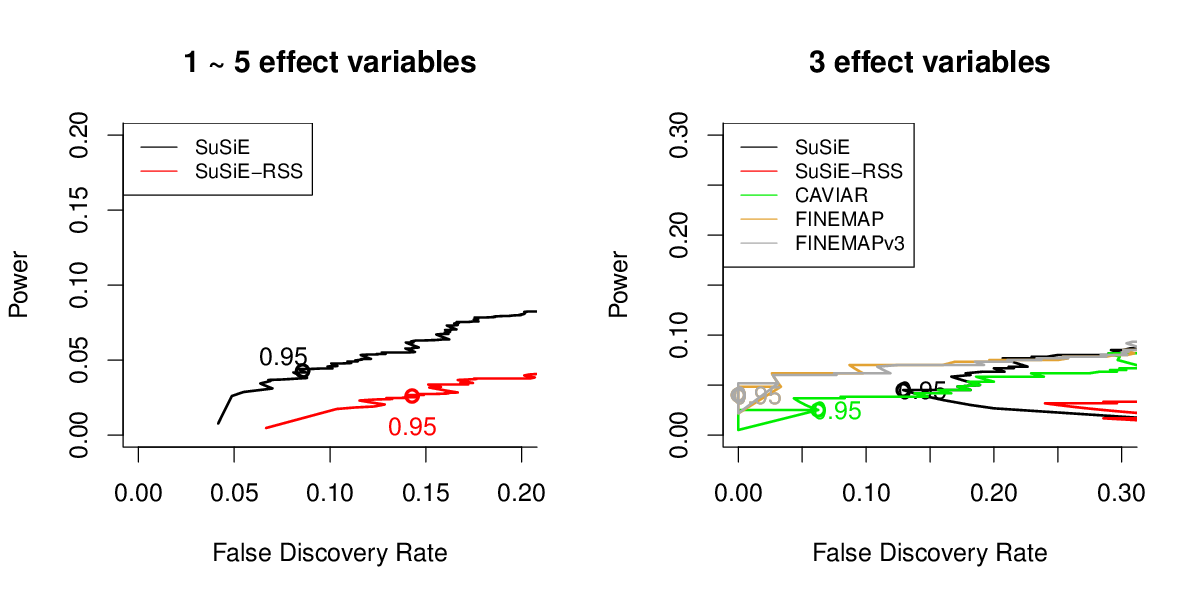 1 ~ 5 effect variables
Power
0.00 0.05 0.10 0.15 0.20
SuSiE
SuSiE−RSS
0.95
0.95
0.00 0.05 0.10 0.15 0.20
False Discovery Rate
3 effect variables
Power
0.00 0.10 0.20 0.30
SuSiE
SuSiE−RSS
CAVIAR
FINEMAP
FINEMAPv3
0.95
0.95
0.95
0.00 0.10 0.20 0.30
False Discovery Rate